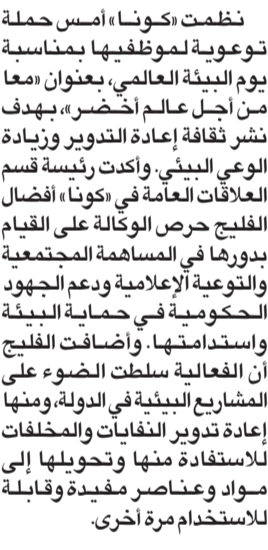 نظمت «كونا» أمس حملة
توعوية لموظفيها بمناسبة
يوم البيئة العالمي، بعنوان «معا
من أجل عالم أخضر»، بهدف
نشر ثقافة إعادة التدوير وزيادة
الوعي البيئي. وأكدت رئيسة قسم
العلاقات العامة في «كونا» أفضال
الفليج حرص الوكالة على القيام
بدورها في المساهمة المجتمعية
والتوعية الإعلامية ودعم الجهود
الحكومية في حماية البيئة
واستدامتها. وأضافت الفليج
أن الفعالية سلطت الضوء على
المشاريع البيئية في الدولة، ومنها
إعادة تدوير النفايات والمخلفات
للاستفادة منها وتحويلها إلى
مواد وعناصر مفيدة وقابلة
للاستخدام مرة أخرى.